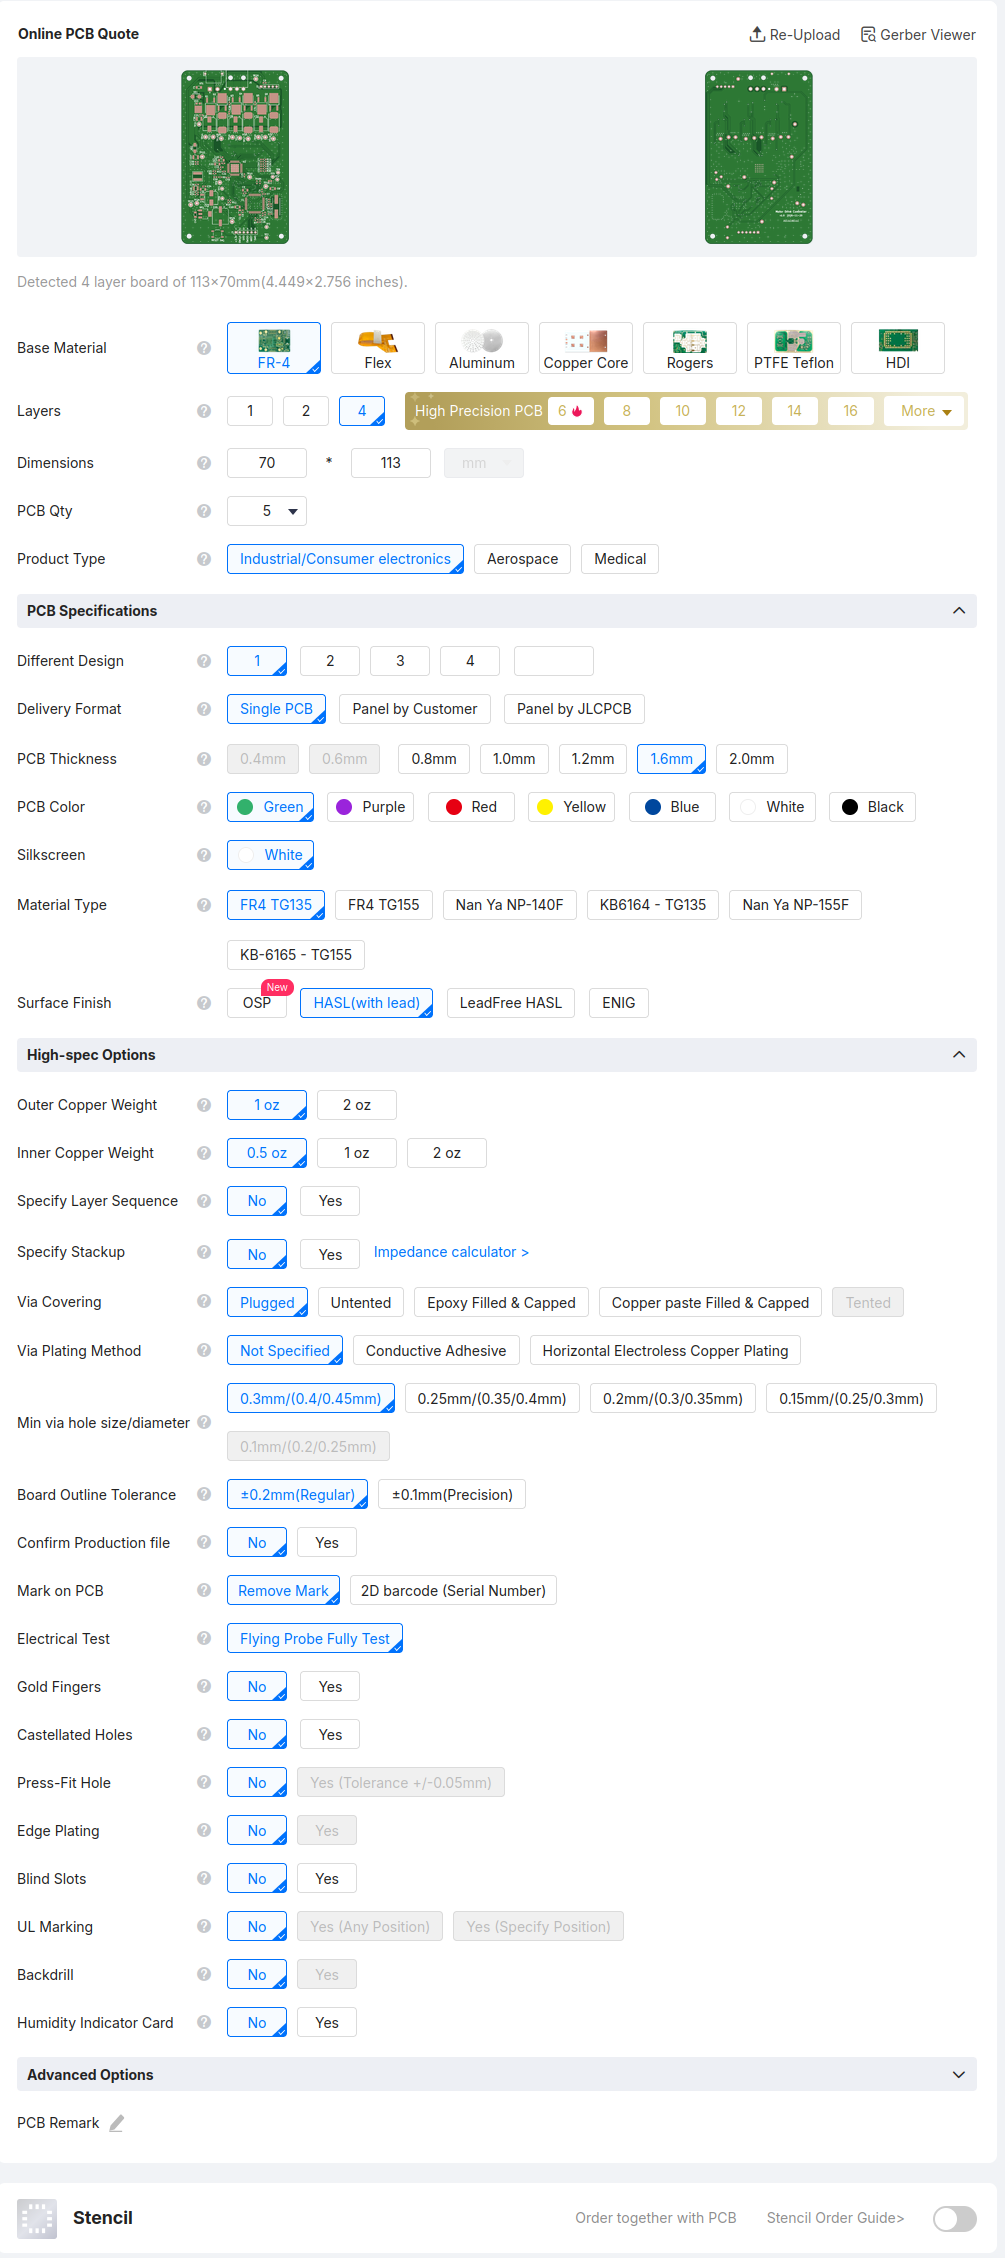 Online PCB Quote Re-Upload Gerber Viewer
Detected 4 layer board of 113×70mm(4.449×2.756 inches).
Base Material ? FR-4 Flex Aluminum Copper Core Rogers PTFE Teflon HDI
Layers ? 1 2 4 High Precision PCB 6 8 10 12 14 16 More
Dimensions ? 70 * 113 mm
PCB Qty ? 5
Product Type ? Industrial/Consumer electronics Aerospace Medical
PCB Specifications
Different Design ? 1 2 3 4
Delivery Format ? Single PCB Panel by Customer Panel by JLCPCB
PCB Thickness ? 0.4mm 0.6mm 0.8mm 1.0mm 1.2mm 1.6mm 2.0mm
PCB Color ? Green Purple Red Yellow Blue White Black
Silkscreen ? White
Material Type ? FR4 TG135 FR4 TG155 Nan Ya NP-140F KB6164 - TG135 Nan Ya NP-155F
KB-6165 - TG155
New
Surface Finish ? OSP HASL(with lead) LeadFree HASL ENIG
High-spec Options
Outer Copper Weight ? 1 oz 2 oz
Inner Copper Weight ? 0.5 oz 1 oz 2 oz
Specify Layer Sequence ? No Yes
Specify Stackup ? No Yes Impedance calculator >
Via Covering ? Plugged Untented Epoxy Filled & Capped Copper paste Filled & Capped Tented
Via Plating Method ? Not Specified Conductive Adhesive Horizontal Electroless Copper Plating
Min via hole size/diameter ? 0.3mm/(0.4/0.45mm) 0.25mm/(0.35/0.4mm) 0.2mm/(0.3/0.35mm) 0.15mm/(0.25/0.3mm)
0.1mm/(0.2/0.25mm)
Board Outline Tolerance ? ±0.2mm(Regular) ±0.1mm(Precision)
Confirm Production file ? No Yes
Mark on PCB ? Remove Mark 2D barcode (Serial Number)
Electrical Test ? Flying Probe Fully Test
Gold Fingers ? No Yes
Castellated Holes ? No Yes
Press-Fit Hole ? No Yes (Tolerance +/-0.05mm)
Edge Plating ? No Yes
Blind Slots ? No Yes
UL Marking ? No Yes (Any Position) Yes (Specify Position)
Backdrill ? No Yes
Humidity Indicator Card ? No Yes
Advanced Options
PCB Remark
Stencil Order together with PCB Stencil Order Guide>